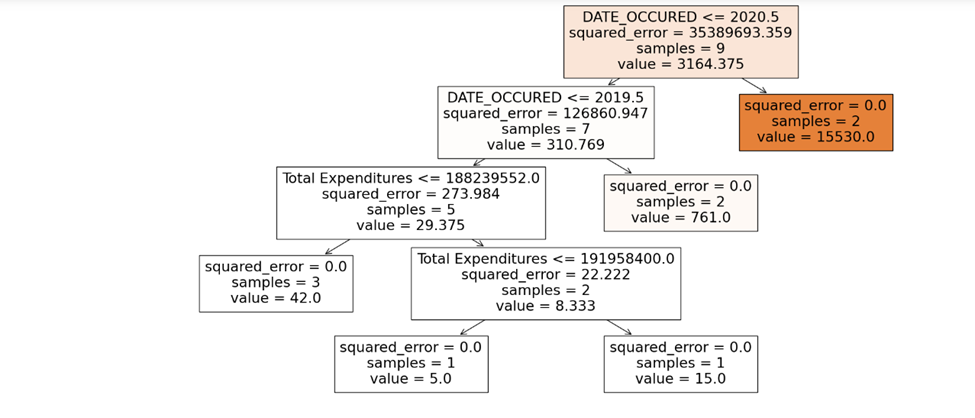 DATE_OCCURED <= 2020.5
squared_error = 35389693.359
samples = 9
value = 3164.375
DATE_OCCURED <= 2019.5
squared_error = 126860.947
samples = 7
value = 310.769
squared_error = 0.0
samples = 2
value = 15530.0
Total Expenditures <= 188239552.0
squared_error = 273.984
samples = 5
value = 29.375
squared_error = 0.0
samples = 2
value = 761.0
squared_error = 0.0
samples = 3
value = 42.0
Total Expenditures <= 191958400.0
squared_error = 22.222
samples = 2
value = 8.333
squared_error = 0.0
samples = 1
value = 5.0
squared_error = 0.0
samples = 1
value = 15.0